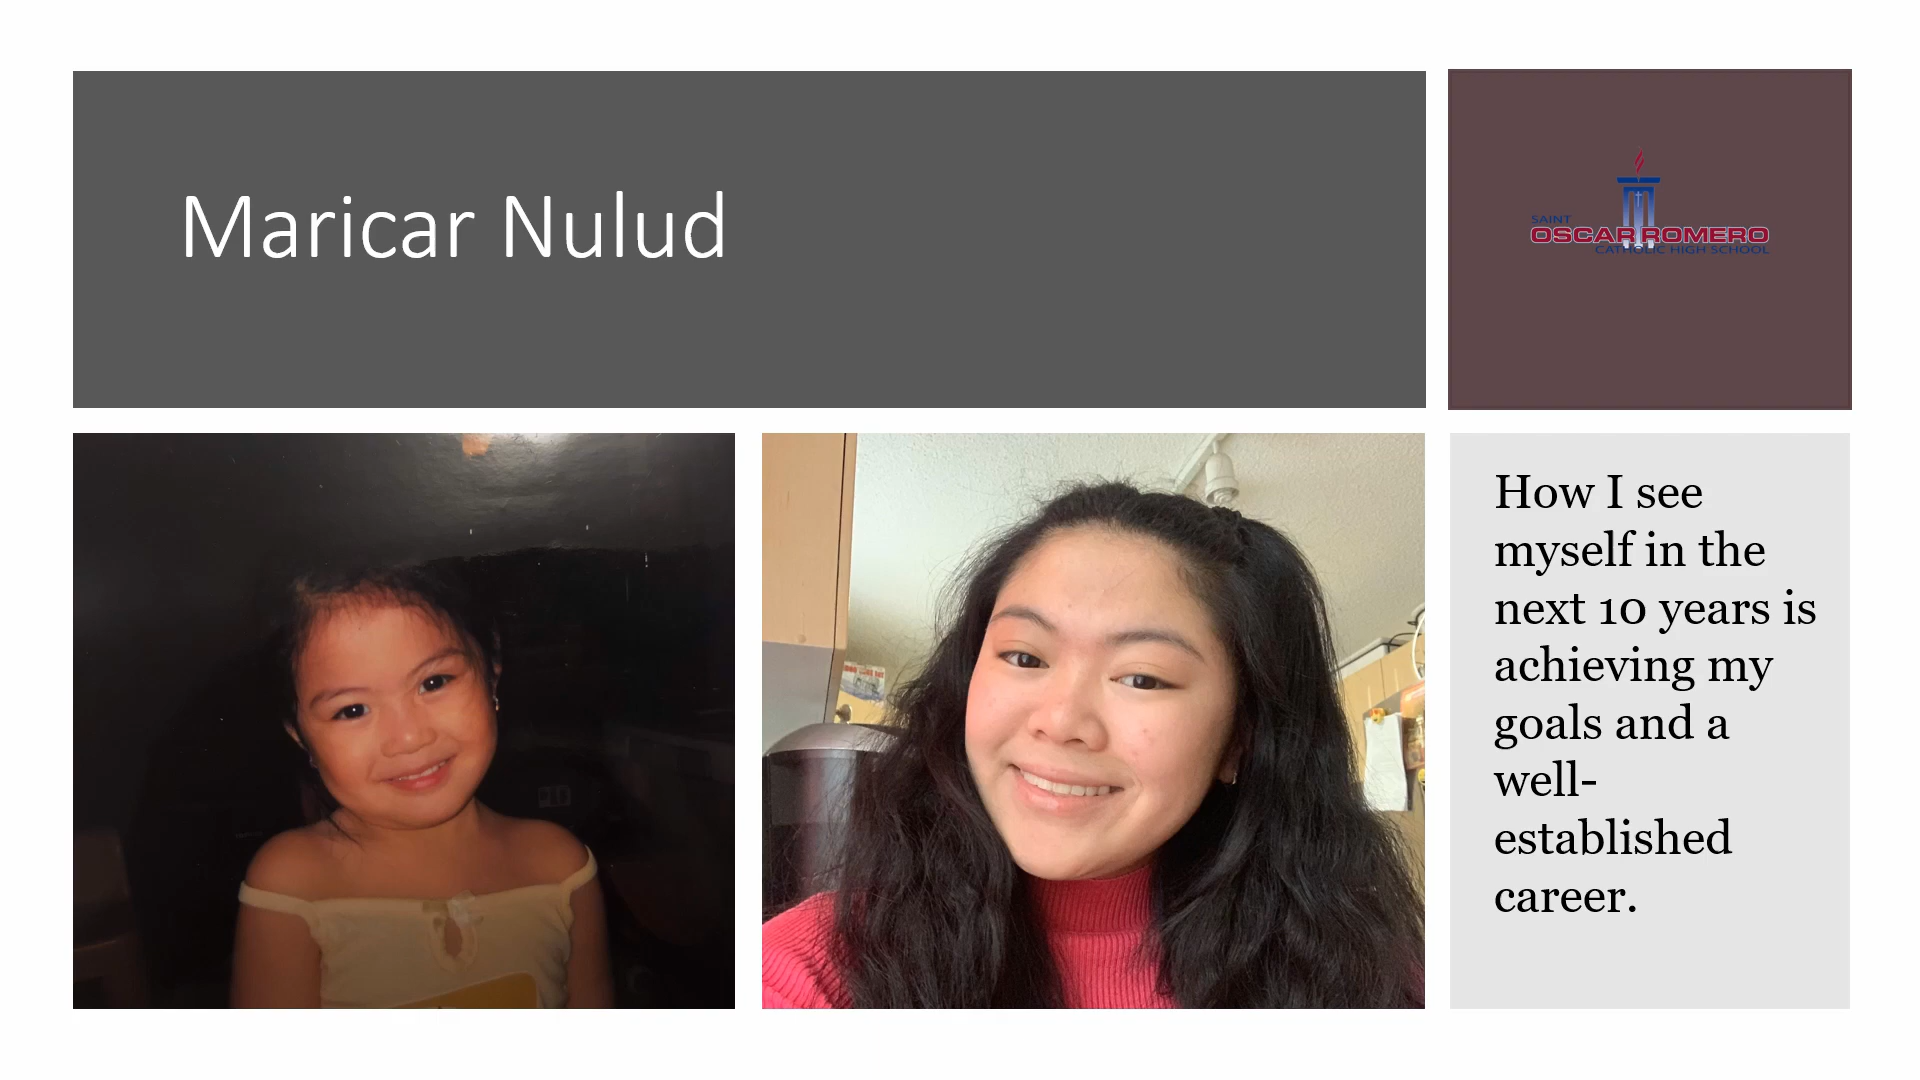 Maricar Nulud
SAINT
OSCAR ROMERO
CATHOLIC HIGH SCHOOL
How I see
myself in the
next 10 years is
achieving my
goals and a
well-
established
career.